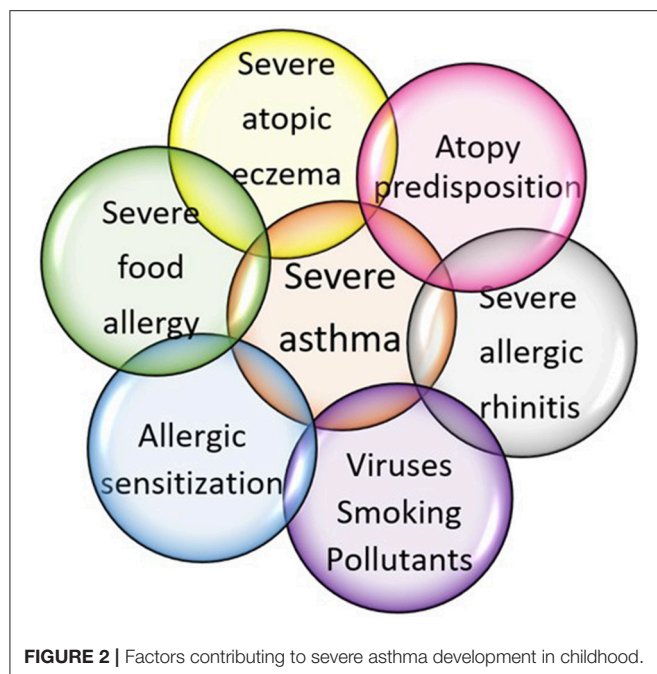 Severe
atopic
eczema
Atopy
predisposition
Severe
food
allergy
Severe
asthma
Severe
allergic
rhinitis
Allergic
sensitization
Viruses
Smoking
Pollutants
FIGURE 2 | Factors contributing to severe asthma development in childhood.